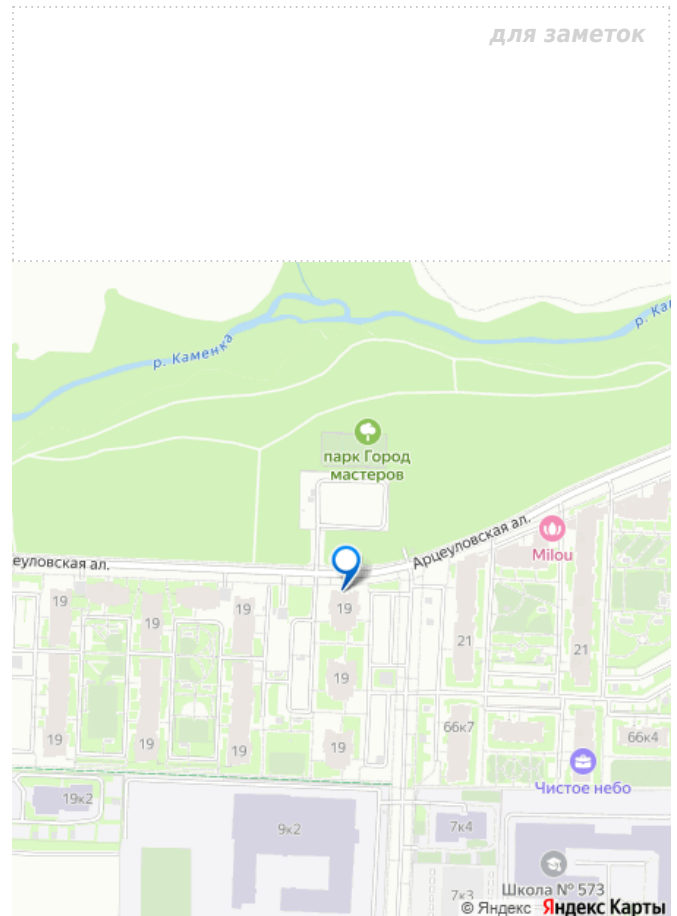 для заметок
р. Каменка
р. Ка
парк Город
мастеров
Арцеуловская ал.
Milou
еуловская ал.
19
19
19
19
21
21
19
66к7
66к4
19
19
19
19
Чистое небо
19к2
9к2
7к4
7к3
Школа № 573
© Яндекс Яндекс Карты